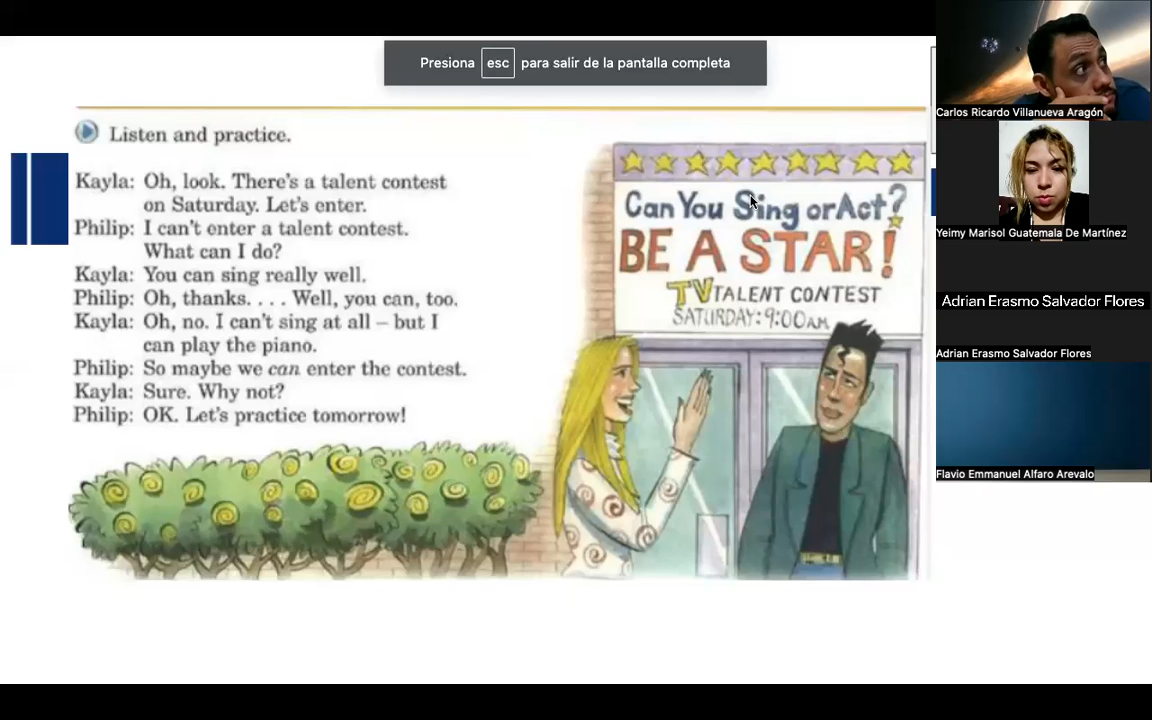 Presiona esc para salir de la pantalla completa
Listen and practice.
Kayla: Oh, look. There's a talent contest
on Saturday. Let's enter.
Philip: I can't enter a talent contest.
What can I do?
Kayla: You can sing really well.
Philip: Oh, thanks. . . . Well, you can, too.
Kayla: Oh, no. I can't sing at all – but I
can play the piano.
Philip: So maybe we can enter the contest.
Kayla: Sure. Why not?
Philip: OK. Let's practice tomorrow!
Can You Sing or Act?
BE A STAR!
TV TALENT CONTEST
SATURDAY: 9:00 AM
Carlos Ricardo Villanueva Aragón
Yeimy Marisol Guatemala De Martínez
Adrian Erasmo Salvador Flores
Adrian Erasmo Salvador Flores
Flavio Emmanuel Alfaro Arevalo